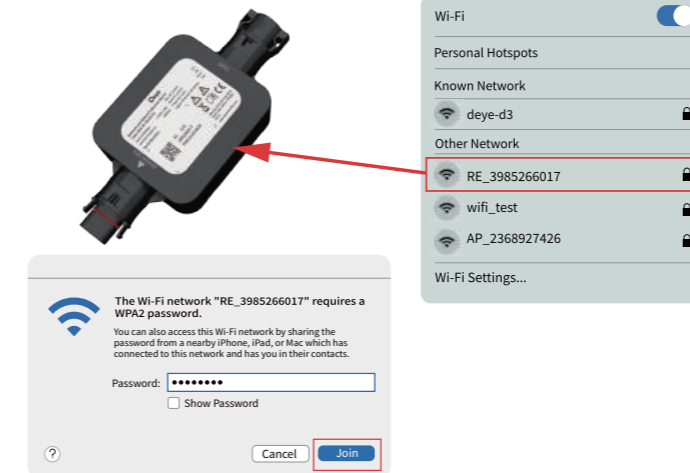 Wi-Fi
Personal Hotspots
Known Network
deye-d3
Other Network
RE_3985266017
wifi_test
AP_2368927426
Wi-Fi Settings...
Deye
The Wi-Fi network "RE_3985266017" requires a
WPA2 password.
You can also access this Wi-Fi network by sharing the
password from a nearby iPhone, iPad, or Mac which has
connected to this network and has you in their contacts.
Password: ••••••••
Show Password
? Cancel Join